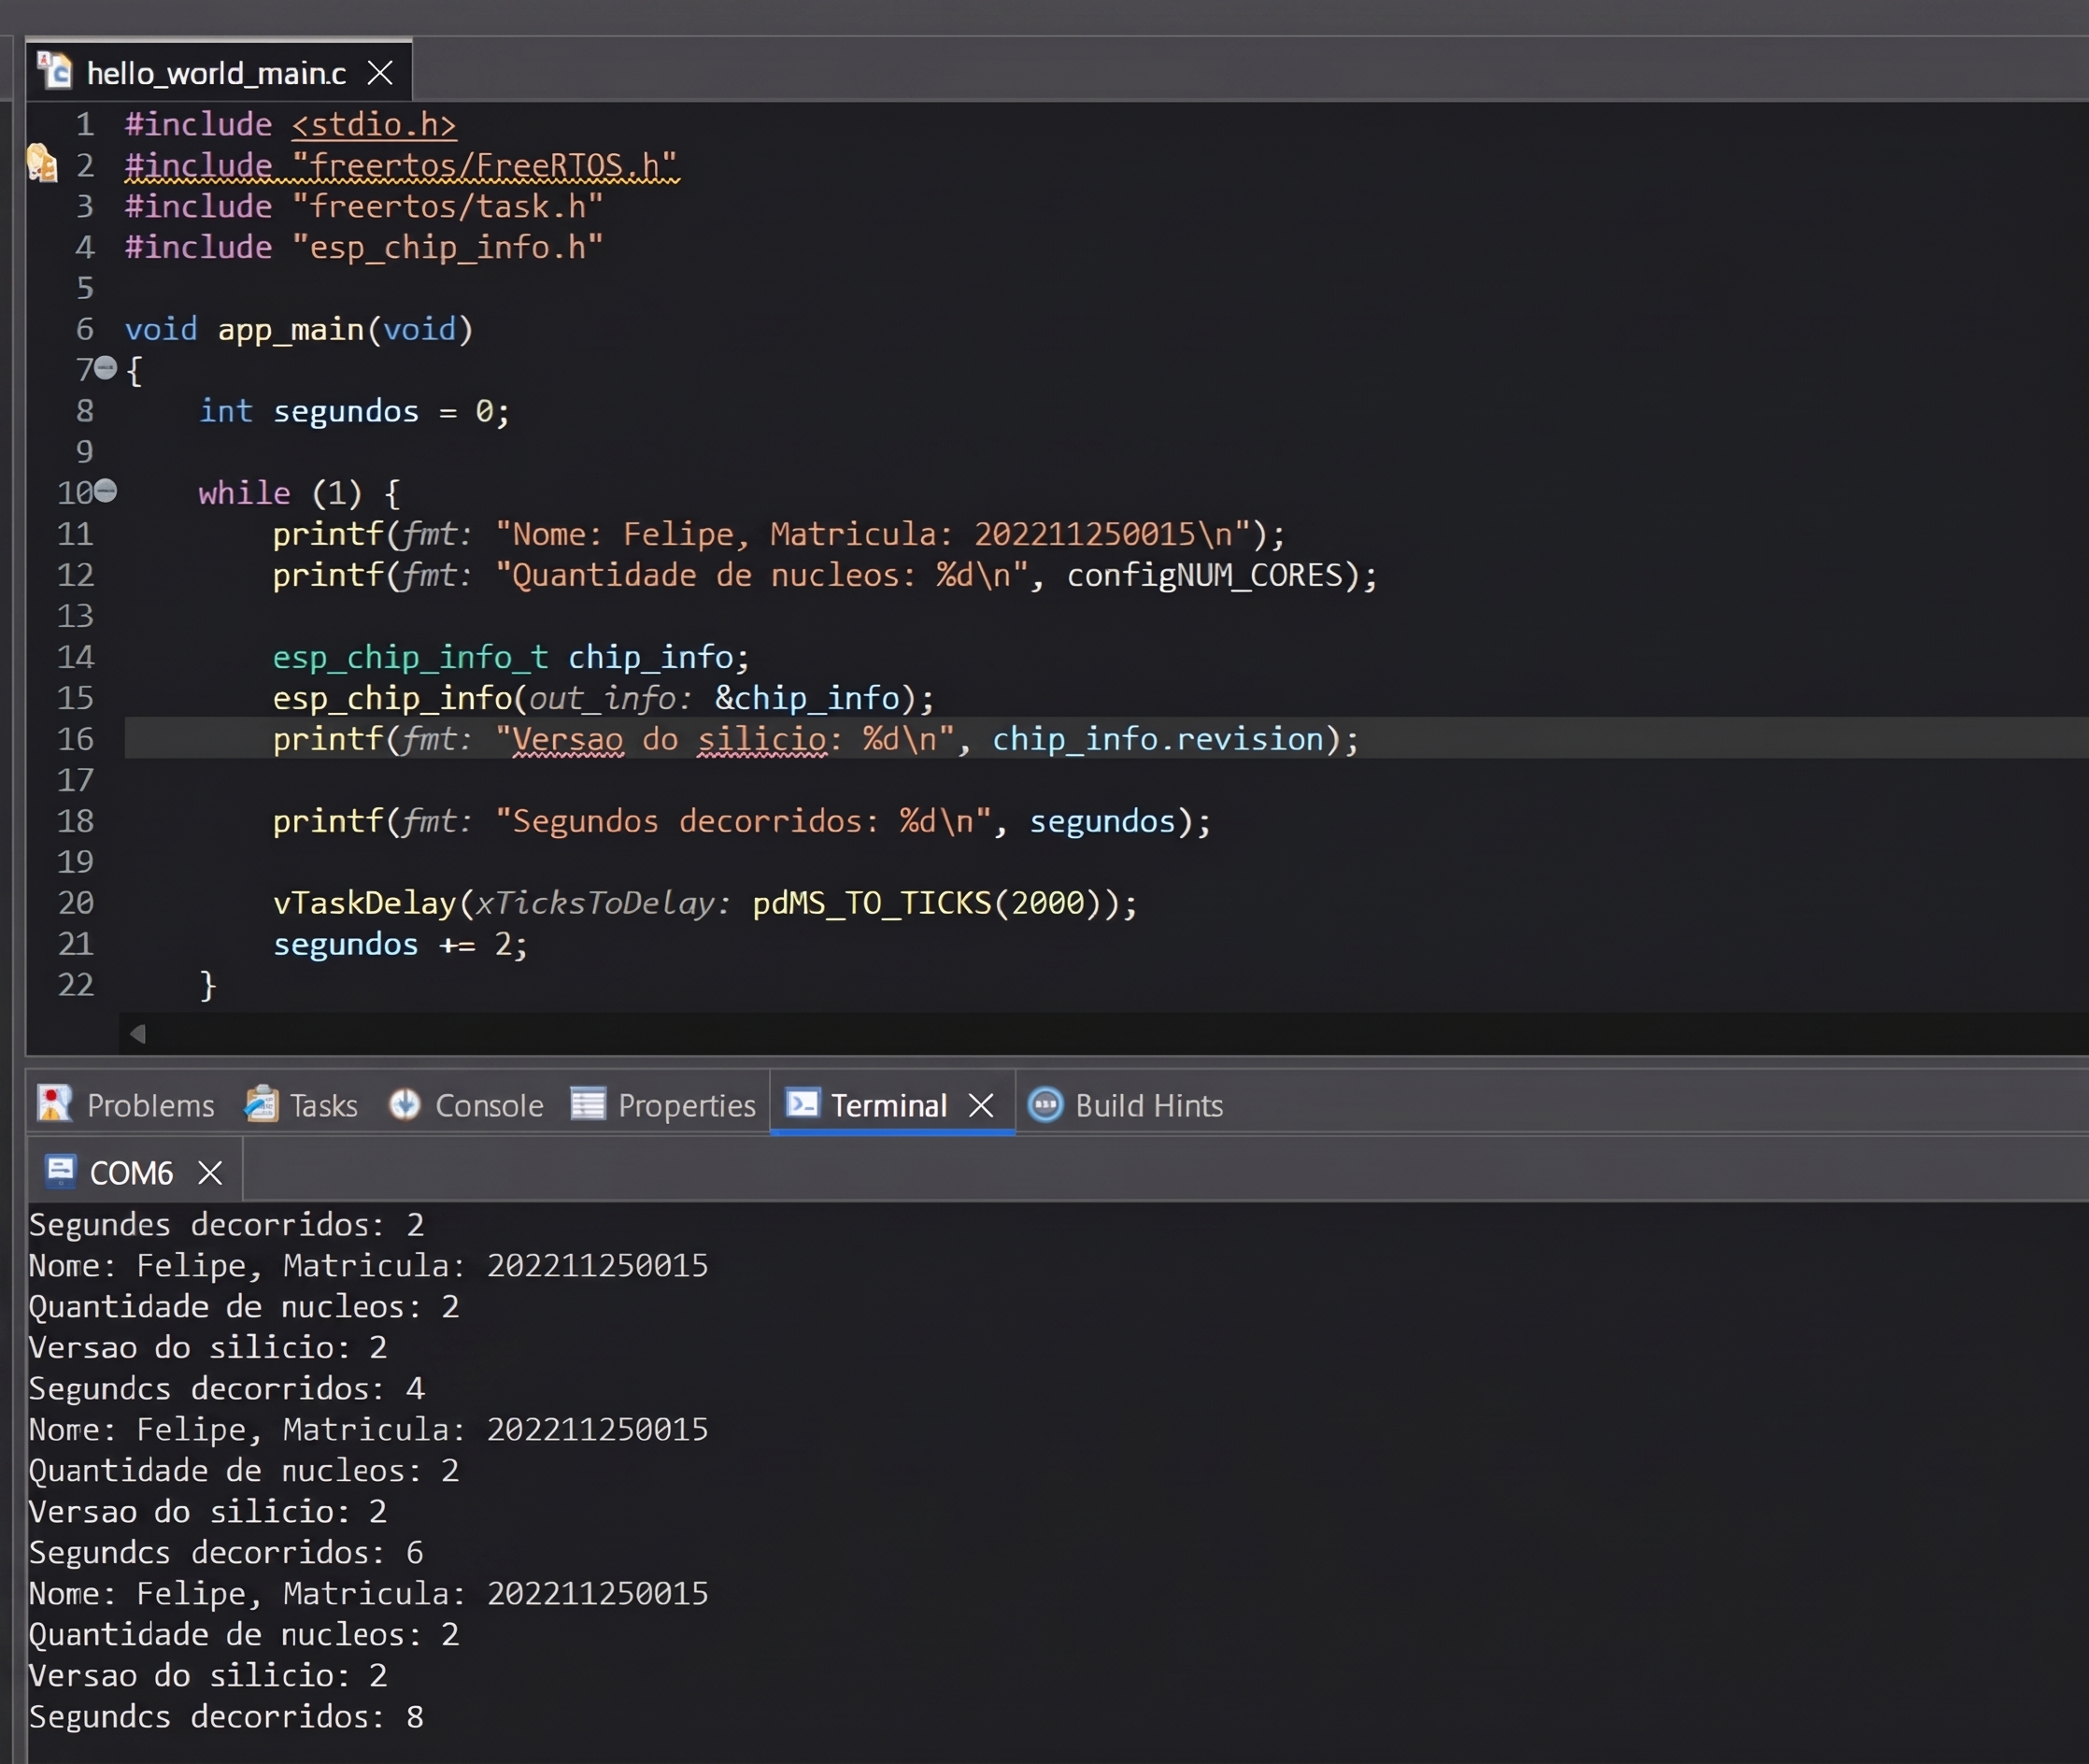 hello_world_main.c
1 #include <stdio.h>
2 #include "freertos/FreeRTOS.h"
3 #include "freertos/task.h"
4 #include "esp_chip_info.h"
5
6 void app_main(void)
7 {
8     int segundos = 0;
9
10     while (1) {
11         printf(fmt: "Nome: Felipe, Matricula: 202211250015\n");
12         printf(fmt: "Quantidade de nucleos: %d\n", configNUM_CORES);
13
14         esp_chip_info_t chip_info;
15         esp_chip_info(out_info: &chip_info);
16         printf(fmt: "Versao do silicio: %d\n", chip_info.revision);
17
18         printf(fmt: "Segundos decorridos: %d\n", segundos);
19
20         vTaskDelay(xTicksToDelay: pdMS_TO_TICKS(2000));
21         segundos += 2;
22     }
Problems Tasks Console Properties Terminal Build Hints
COM6
Segundes decorridos: 2
Nome: Felipe, Matricula: 202211250015
Quantidade de nucleos: 2
Versao do silicio: 2
Segundcs decorridos: 4
Nome: Felipe, Matricula: 202211250015
Quantidade de nucleos: 2
Versao do silicio: 2
Segundcs decorridos: 6
Nome: Felipe, Matricula: 202211250015
Quantidade de nucleos: 2
Versao do silicio: 2
Segundcs decorridos: 8